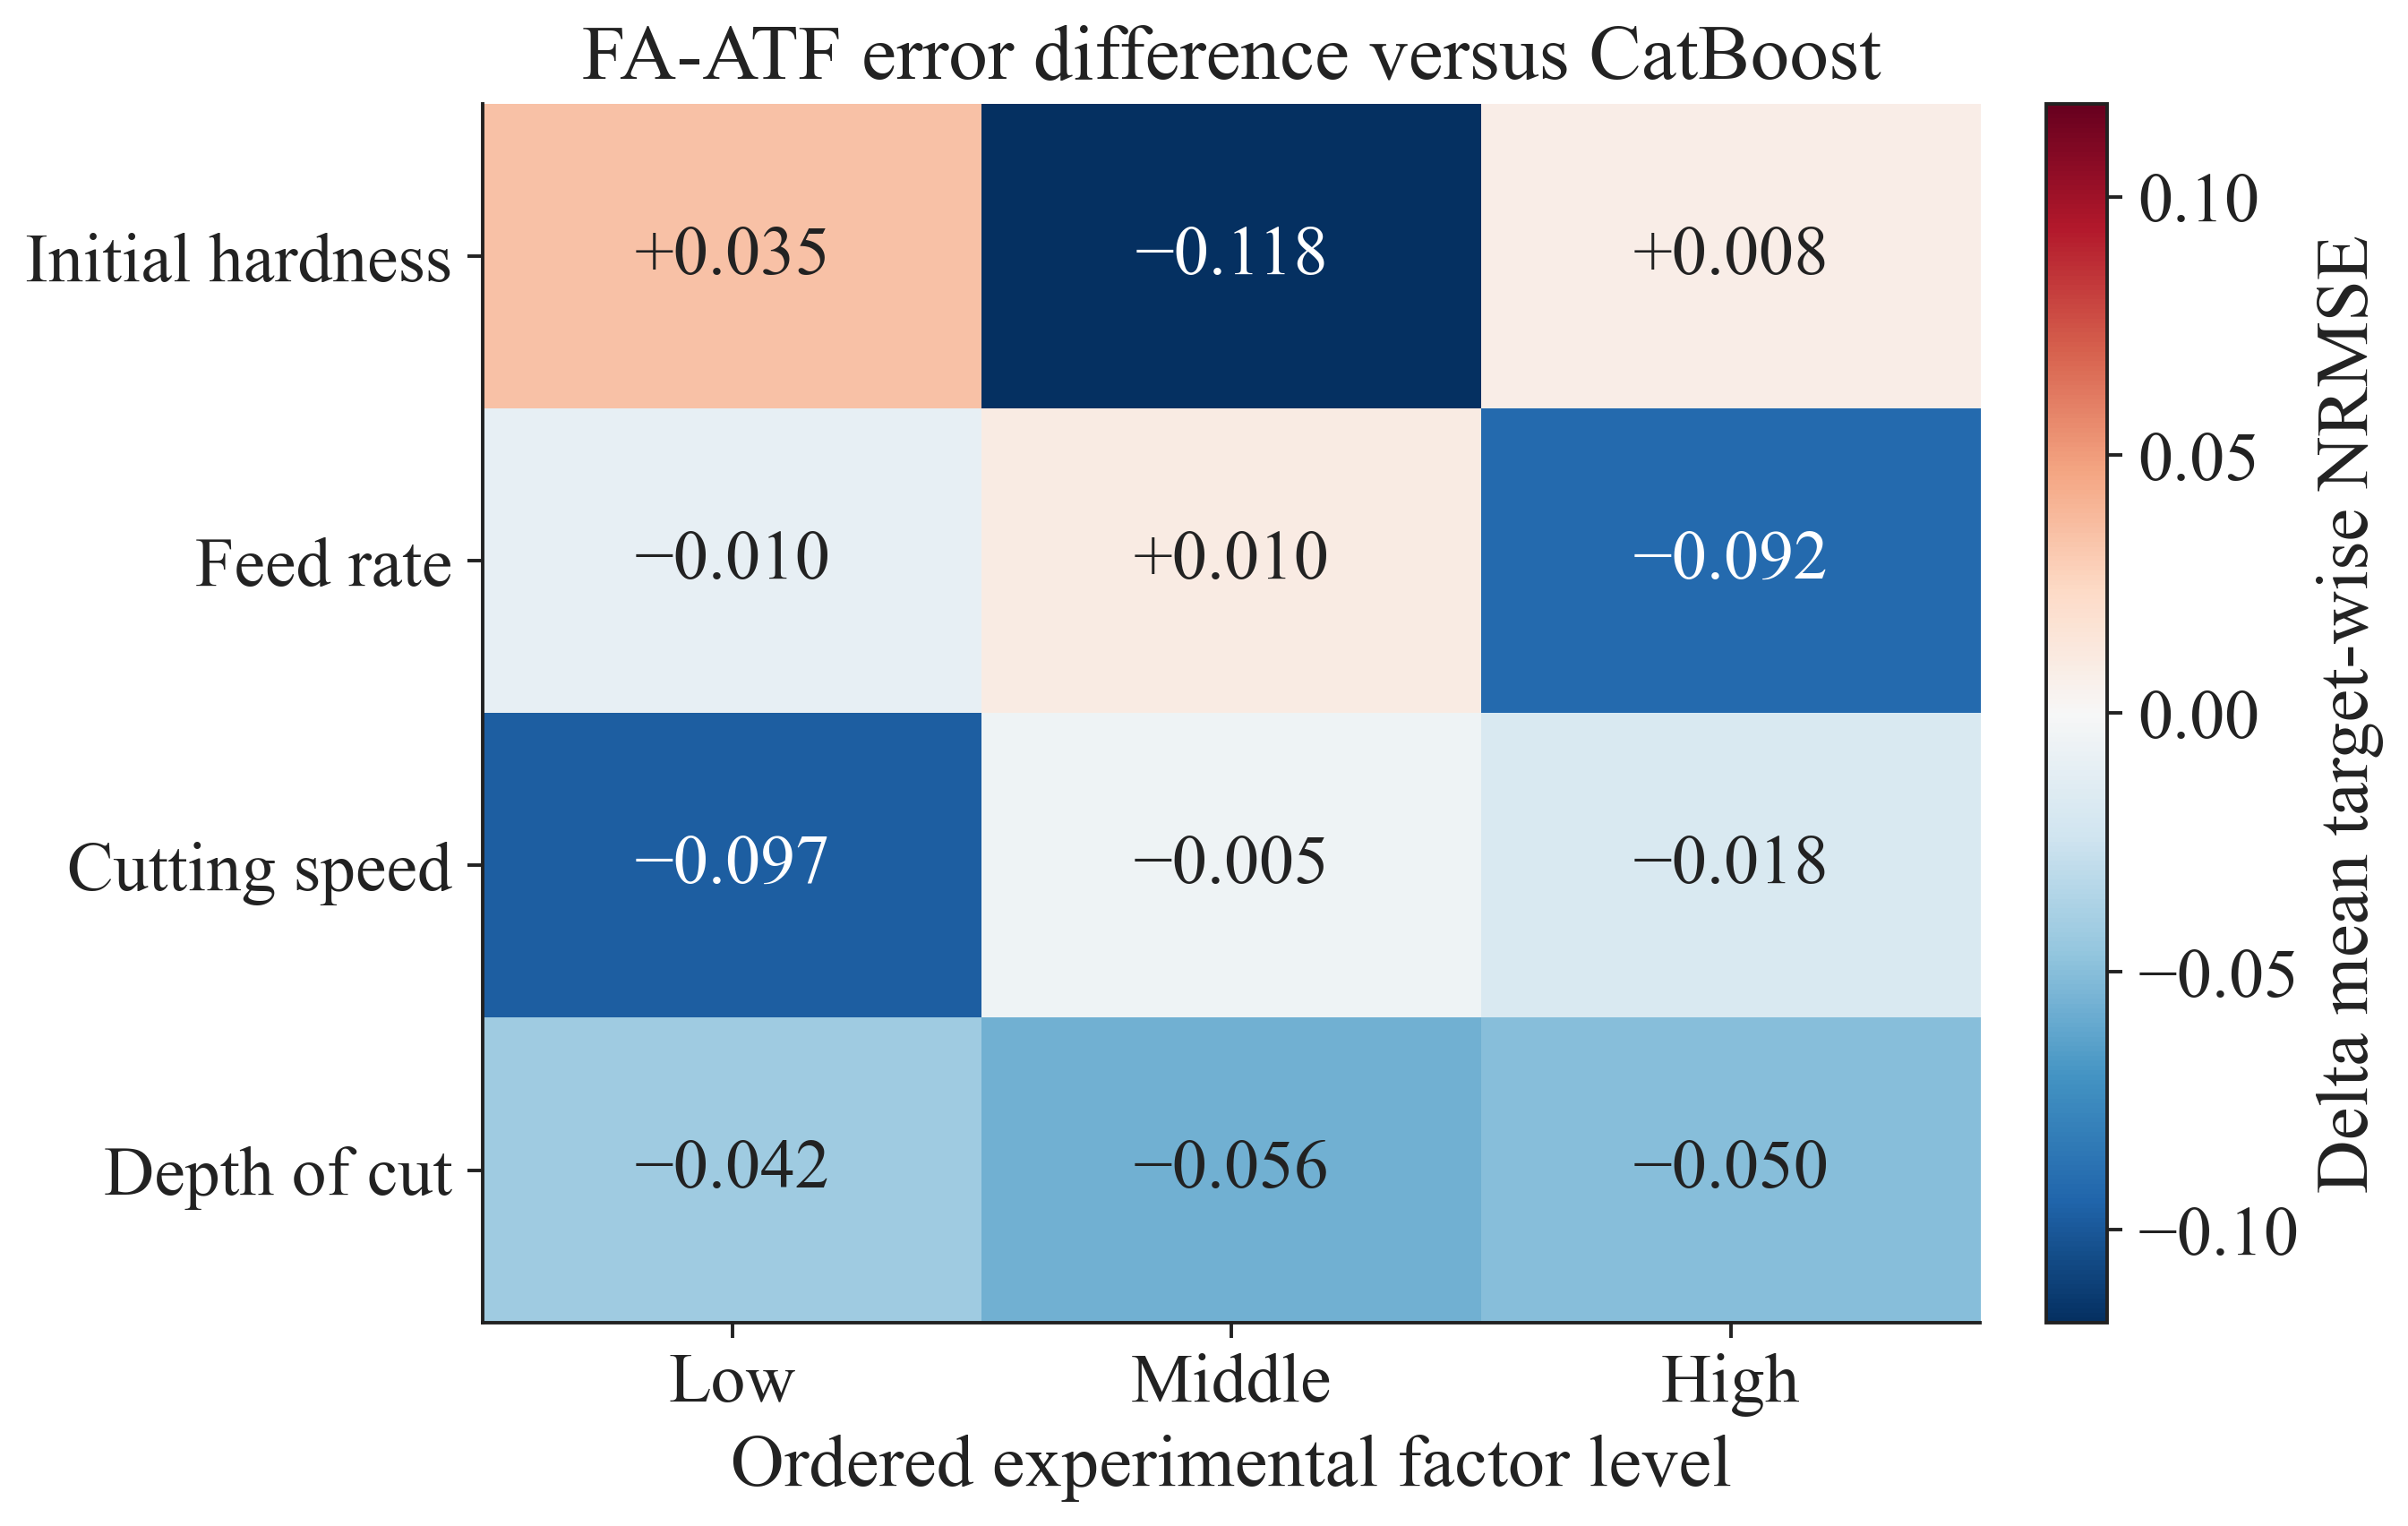 FA-ATF error difference versus CatBoost
Initial hardness
+0.035
−0.118
+0.008
Feed rate
−0.010
+0.010
−0.092
Cutting speed
−0.097
−0.005
−0.018
Depth of cut
−0.042
−0.056
−0.050
Low
Middle
High
Ordered experimental factor level
0.10
0.05
0.00
−0.05
−0.10
Delta mean target-wise NRMSE